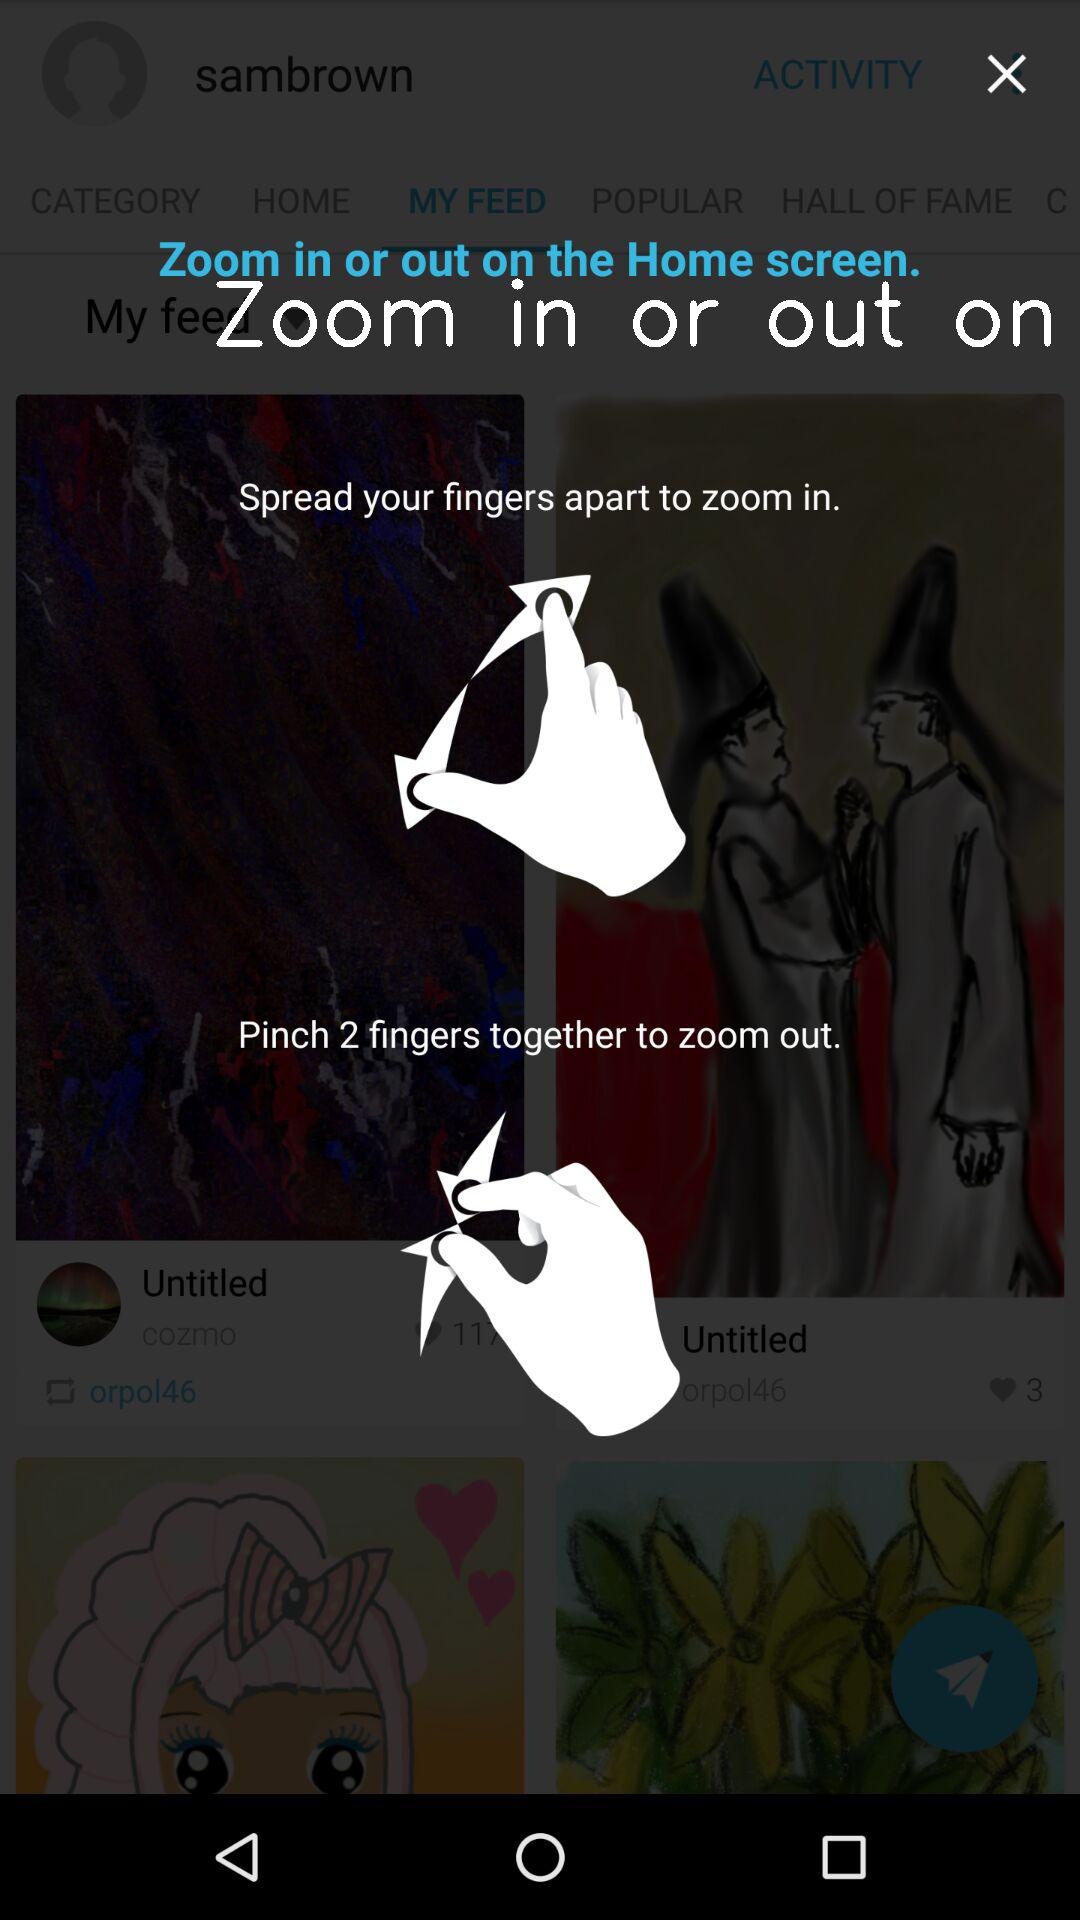 sambrown
ACTIVITY
CATEGORY HOME MY FEED POPULAR HALL OF FAME C
Zoom in or out on the Home screen.
Zoom in or out on
My feed
Spread your fingers apart to zoom in.
Pinch 2 fingers together to zoom out.
Untitled
cozmo
117
orpol46
Untitled
orpol46
3